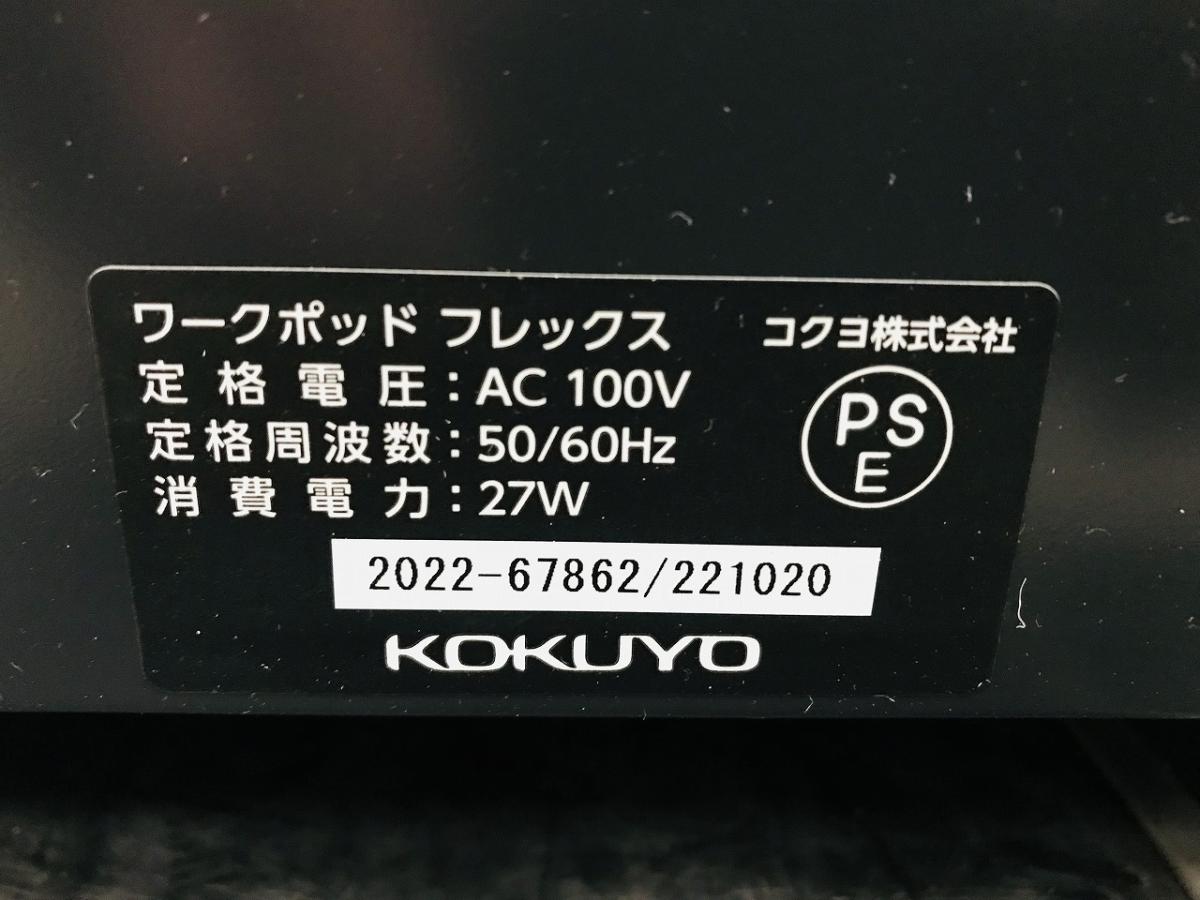 ワークポッド フレックス
コクヨ株式会社
定格電圧：AC 100V
定格周波数：50/60Hz
消費電力：27W
PS
E
2022-67862/221020
KOKUYO